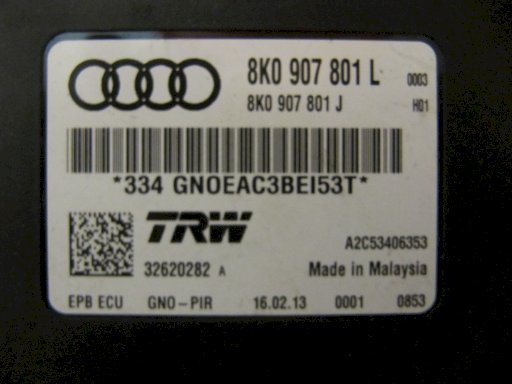 8K0 907 801 L 0003
8K0 907 801 J H01
*334 GN0EAC3BEI53T*
TRW
A2C53406353
32620282 A Made in Malaysia
EPB ECU GNO-PIR 16.02.13 0001 0853